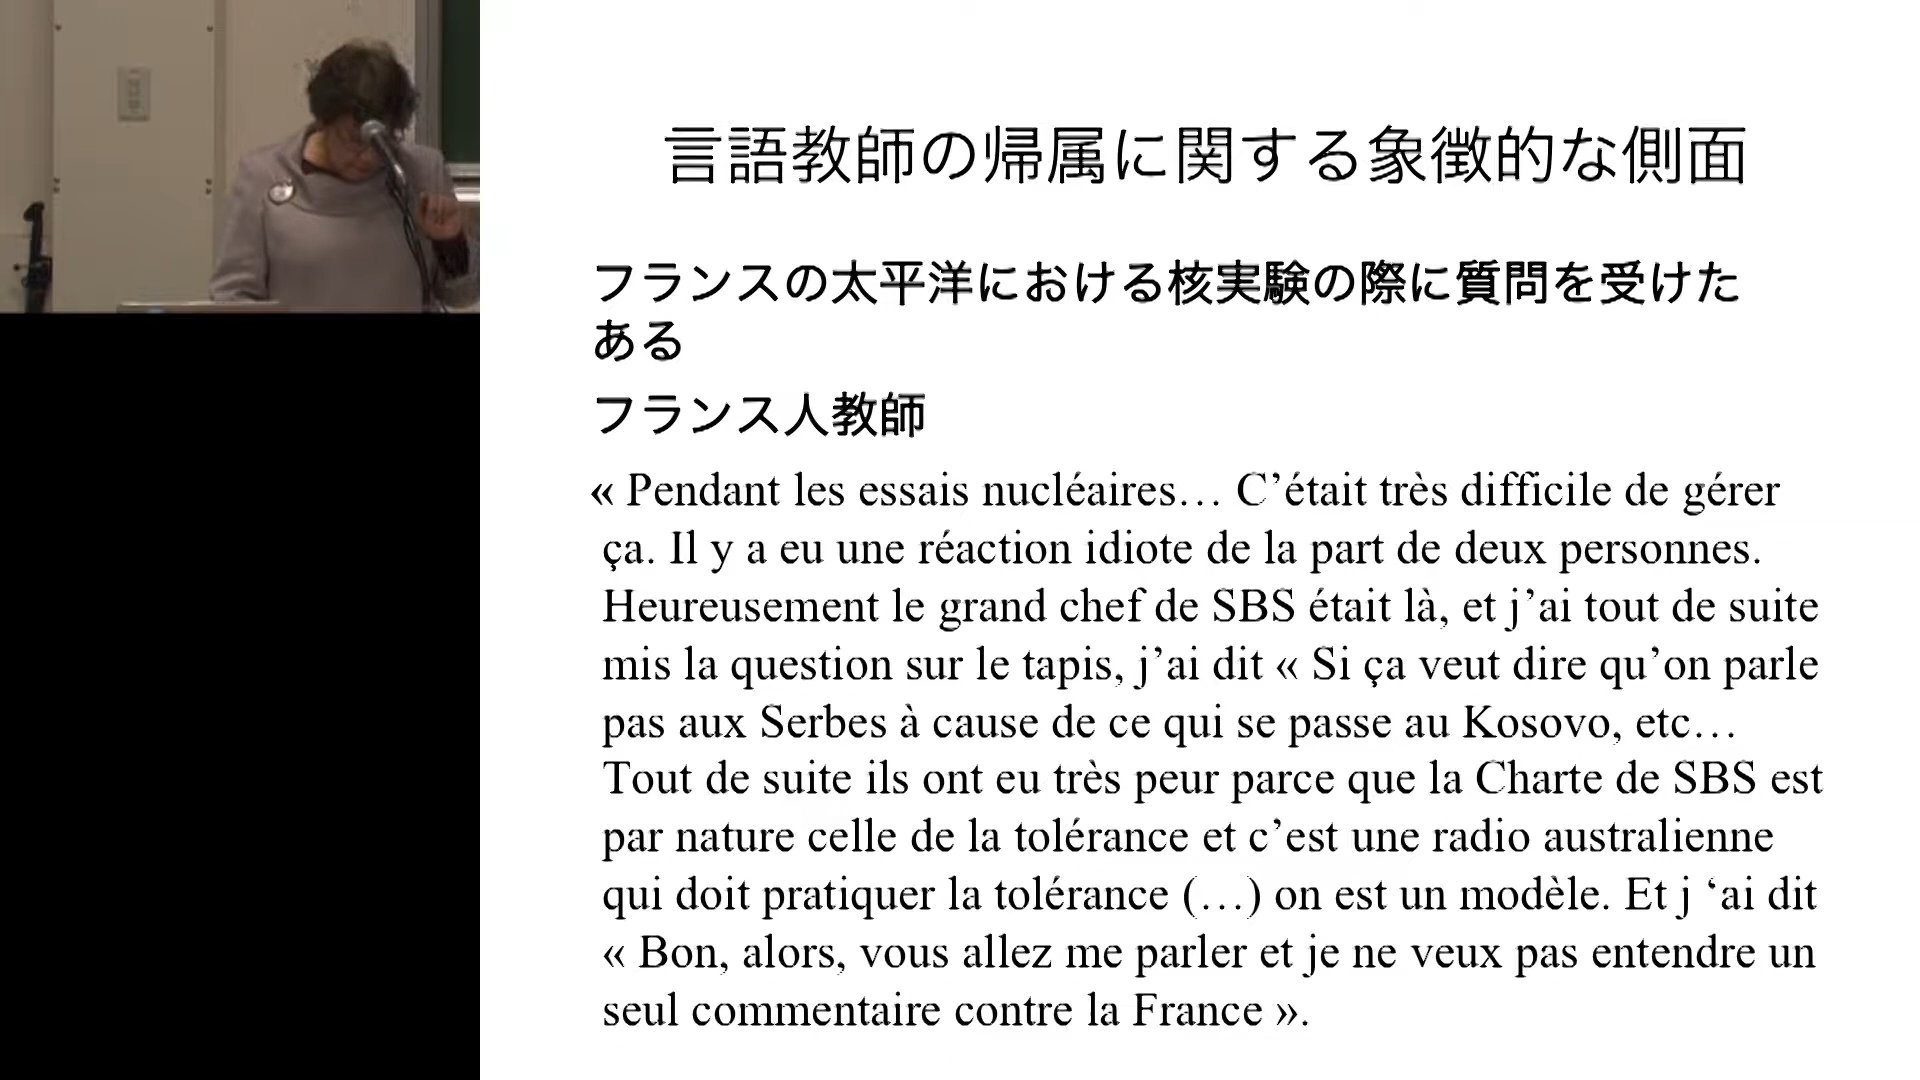 言語教師の帰属に関する象徴的な側面
フランスの太平洋における核実験の際に質問を受けた
ある
フランス人教師
« Pendant les essais nucléaires… C’était très difficile de gérer
ça. Il y a eu une réaction idiote de la part de deux personnes.
Heureusement le grand chef de SBS était là, et j’ai tout de suite
mis la question sur le tapis, j’ai dit « Si ça veut dire qu’on parle
pas aux Serbes à cause de ce qui se passe au Kosovo, etc…
Tout de suite ils ont eu très peur parce que la Charte de SBS est
par nature celle de la tolérance et c’est une radio australienne
qui doit pratiquer la tolérance (…) on est un modèle. Et j ‘ai dit
« Bon, alors, vous allez me parler et je ne veux pas entendre un
seul commentaire contre la France ».